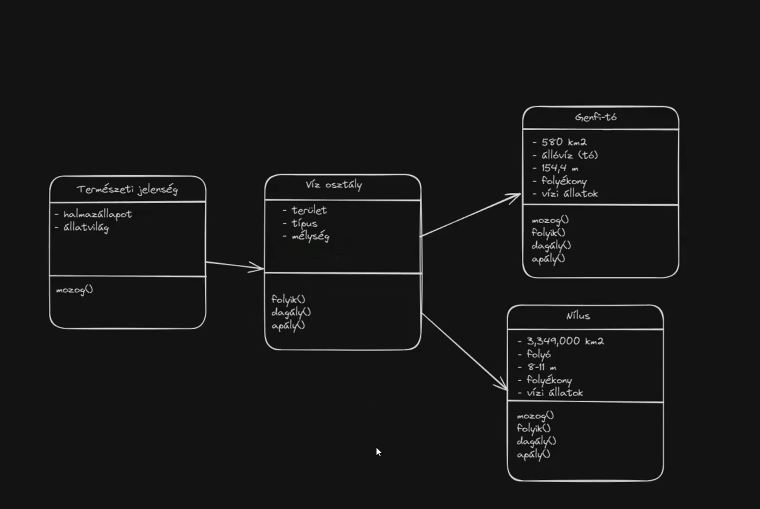 Természeti jelenség
- halmazállapot
- állatvilág
mozog()
Víz osztály
- terület
- típus
- mélység
folyik()
dagály()
apály()
Genfi-tó
- 580 km2
- állóvíz (tó)
- 154,4 m
- folyékony
- vízi állatok
mozog()
folyik()
dagály()
apály()
Nílus
- 3,349,000 km2
- folyó
- 8-11 m
- folyékony
- vízi állatok
mozog()
folyik()
dagály()
apály()